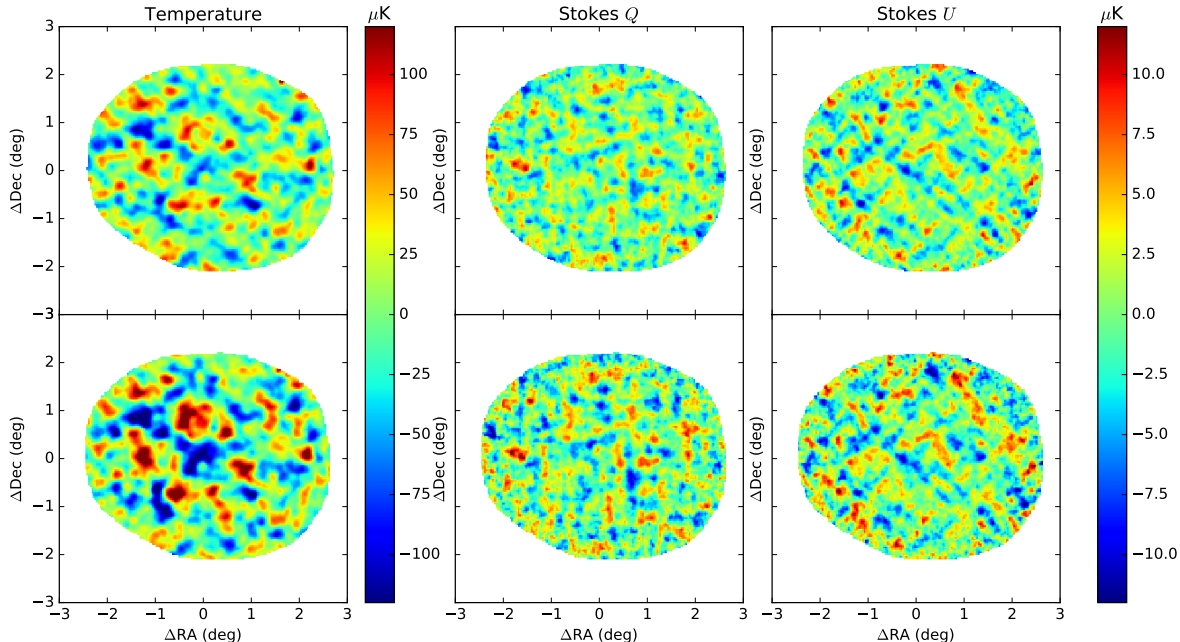 Temperature
μK
Stokes Q
Stokes U
μK
3
2
1
0
−1
−2
−3
ΔDec (deg)
100
75
50
25
0
−25
−50
−75
−100
ΔDec (deg)
ΔDec (deg)
10.0
7.5
5.0
2.5
0.0
−2.5
−5.0
−7.5
−10.0
2
1
0
−1
−2
−3
ΔDec (deg)
ΔDec (deg)
ΔDec (deg)
−3 −2 −1 0 1 2 3
−3 −2 −1 0 1 2 3
−3 −2 −1 0 1 2 3
ΔRA (deg)
ΔRA (deg)
ΔRA (deg)